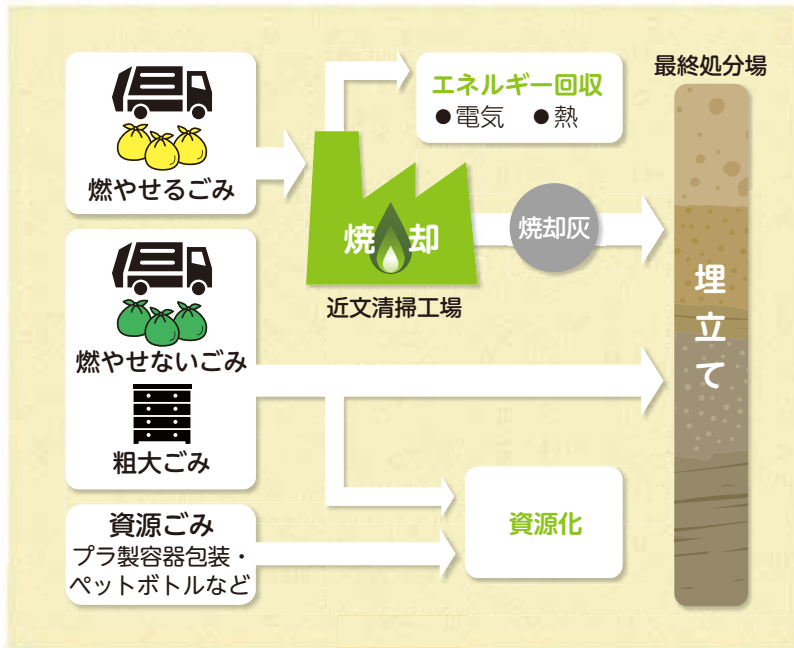 燃やせるごみ
エネルギー回収
●電気 ●熱
最終処分場
焼却
近文清掃工場
焼却灰
埋立て
燃やせないごみ
粗大ごみ
資源ごみ
プラ製容器包装・
ペットボトルなど
資源化